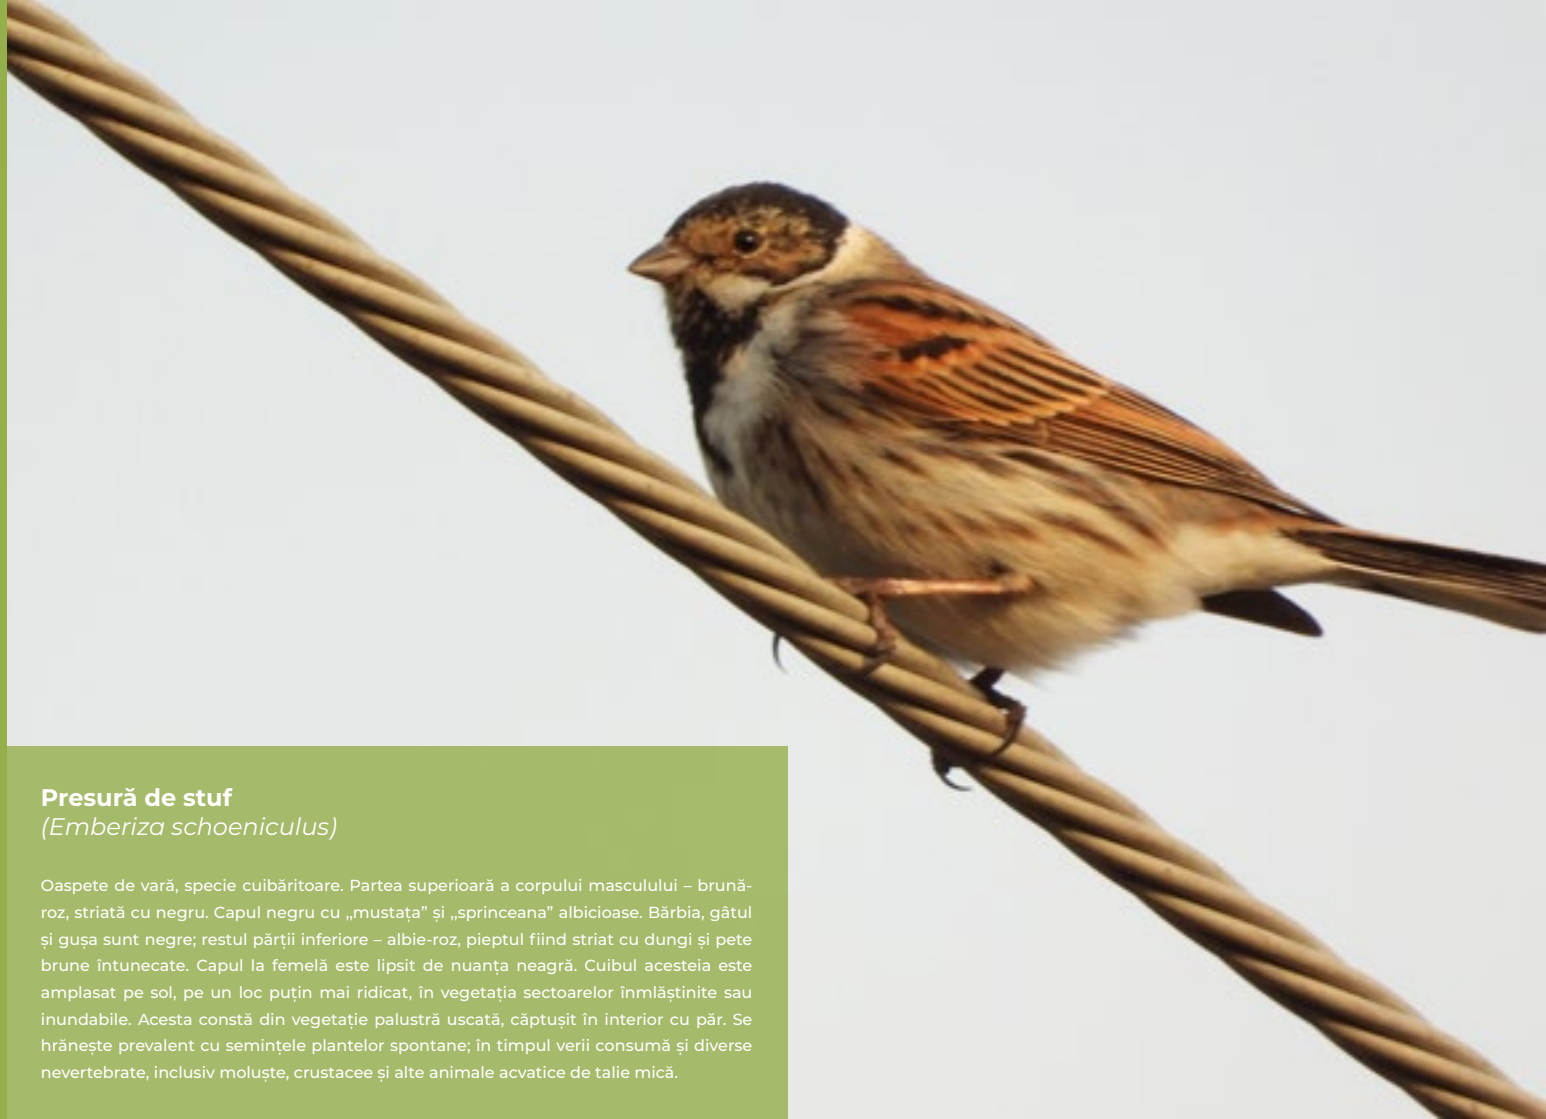 Presură de stuf
(Emberiza schoeniculus)
Oaspete de vară, specie cuibăritoare. Partea superioară a corpului masculului – brună-
roz, striată cu negru. Capul negru cu „mustața” și „sprinceana” albicioase. Bărbia, gâtul
și gușa sunt negre; restul părții inferioare – albie-roz, pieptul fiind striat cu dungi și pete
brune întunecate. Capul la femelă este lipsit de nuanța neagră. Cuibul acesteia este
amplasat pe sol, pe un loc puțin mai ridicat, în vegetația sectoarelor înmlăștinite sau
inundabile. Acesta constă din vegetație palustră uscată, căptușit în interior cu păr. Se
hrănește prevalent cu semințele plantelor spontane; în timpul verii consumă și diverse
nevertebrate, inclusiv moluște, crustacee și alte animale acvatice de talie mică.